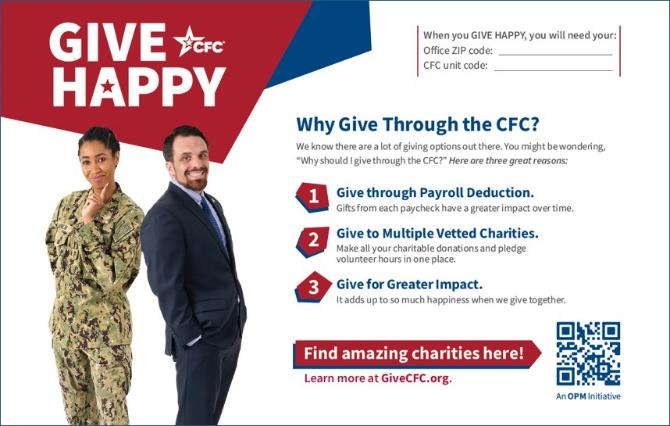 GIVE
CFC
HAPPY
When you GIVE HAPPY, you will need your:
Office ZIP code:
CFC unit code:
Why Give Through the CFC?
We know there are a lot of giving options out there. You might be wondering,
"Why should I give through the CFC?" Here are three great reasons:
1 Give through Payroll Deduction.
Gifts from each paycheck have a greater impact over time.
2 Give to Multiple Vetted Charities.
Make all your charitable donations and pledge
volunteer hours in one place.
3 Give for Greater Impact.
It adds up to so much happiness when we give together.
Find amazing charities here!
Learn more at GiveCFC.org.
An OPM Initiative